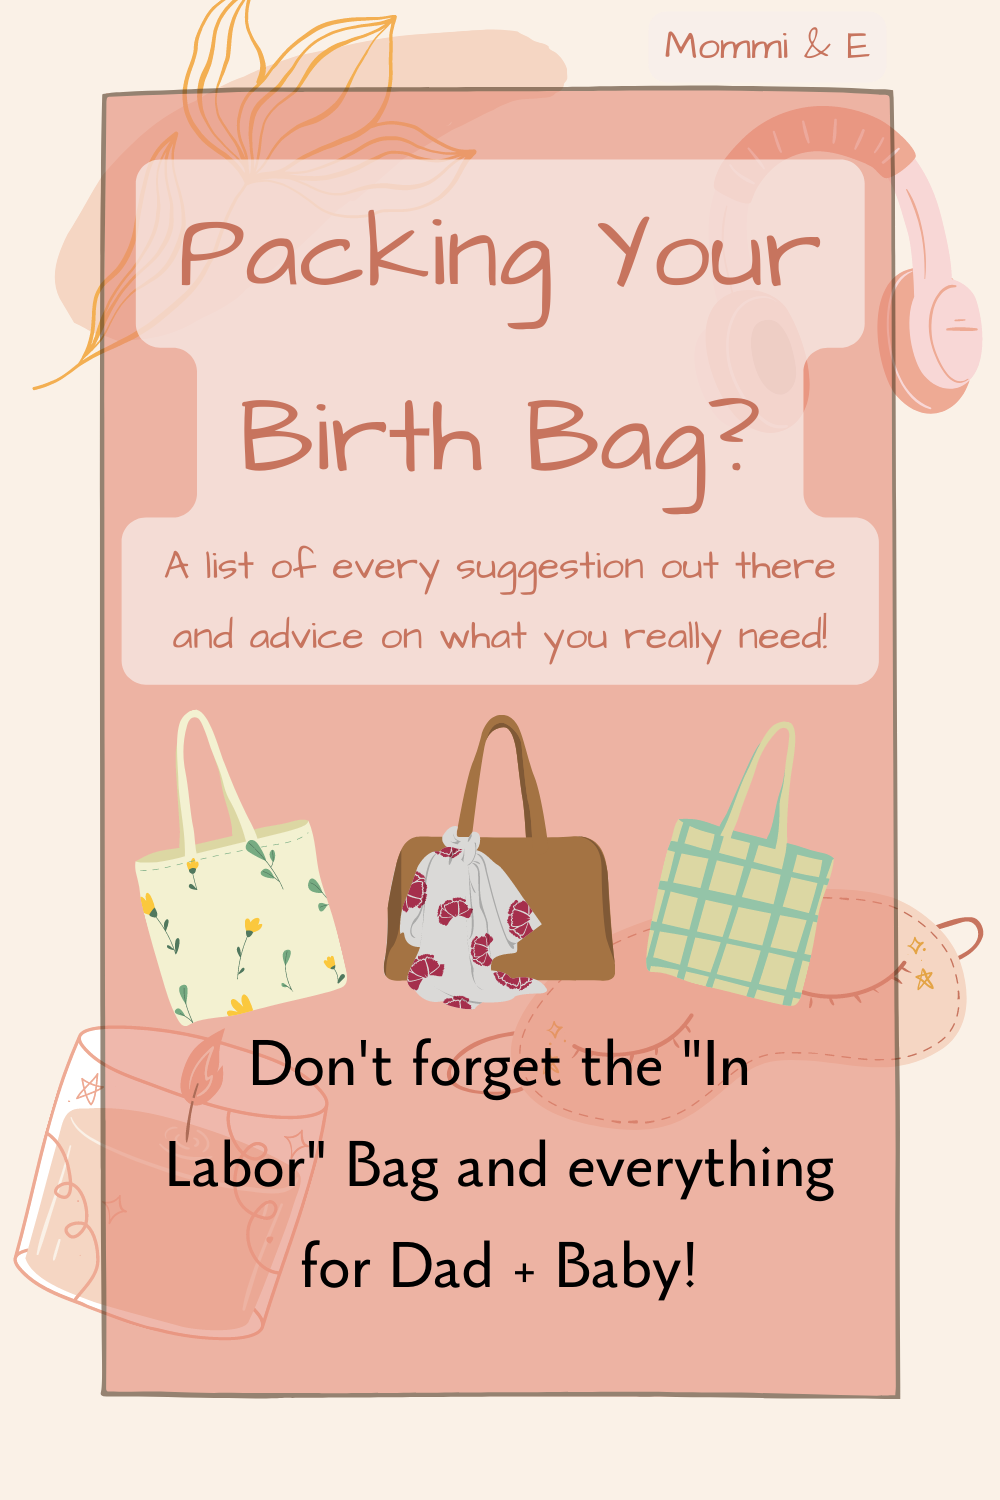 Mommi & E
Packing Your
Birth Bag?
A list of every suggestion out there
and advice on what you really need!
Don't forget the "In
Labor" Bag and everything
for Dad + Baby!